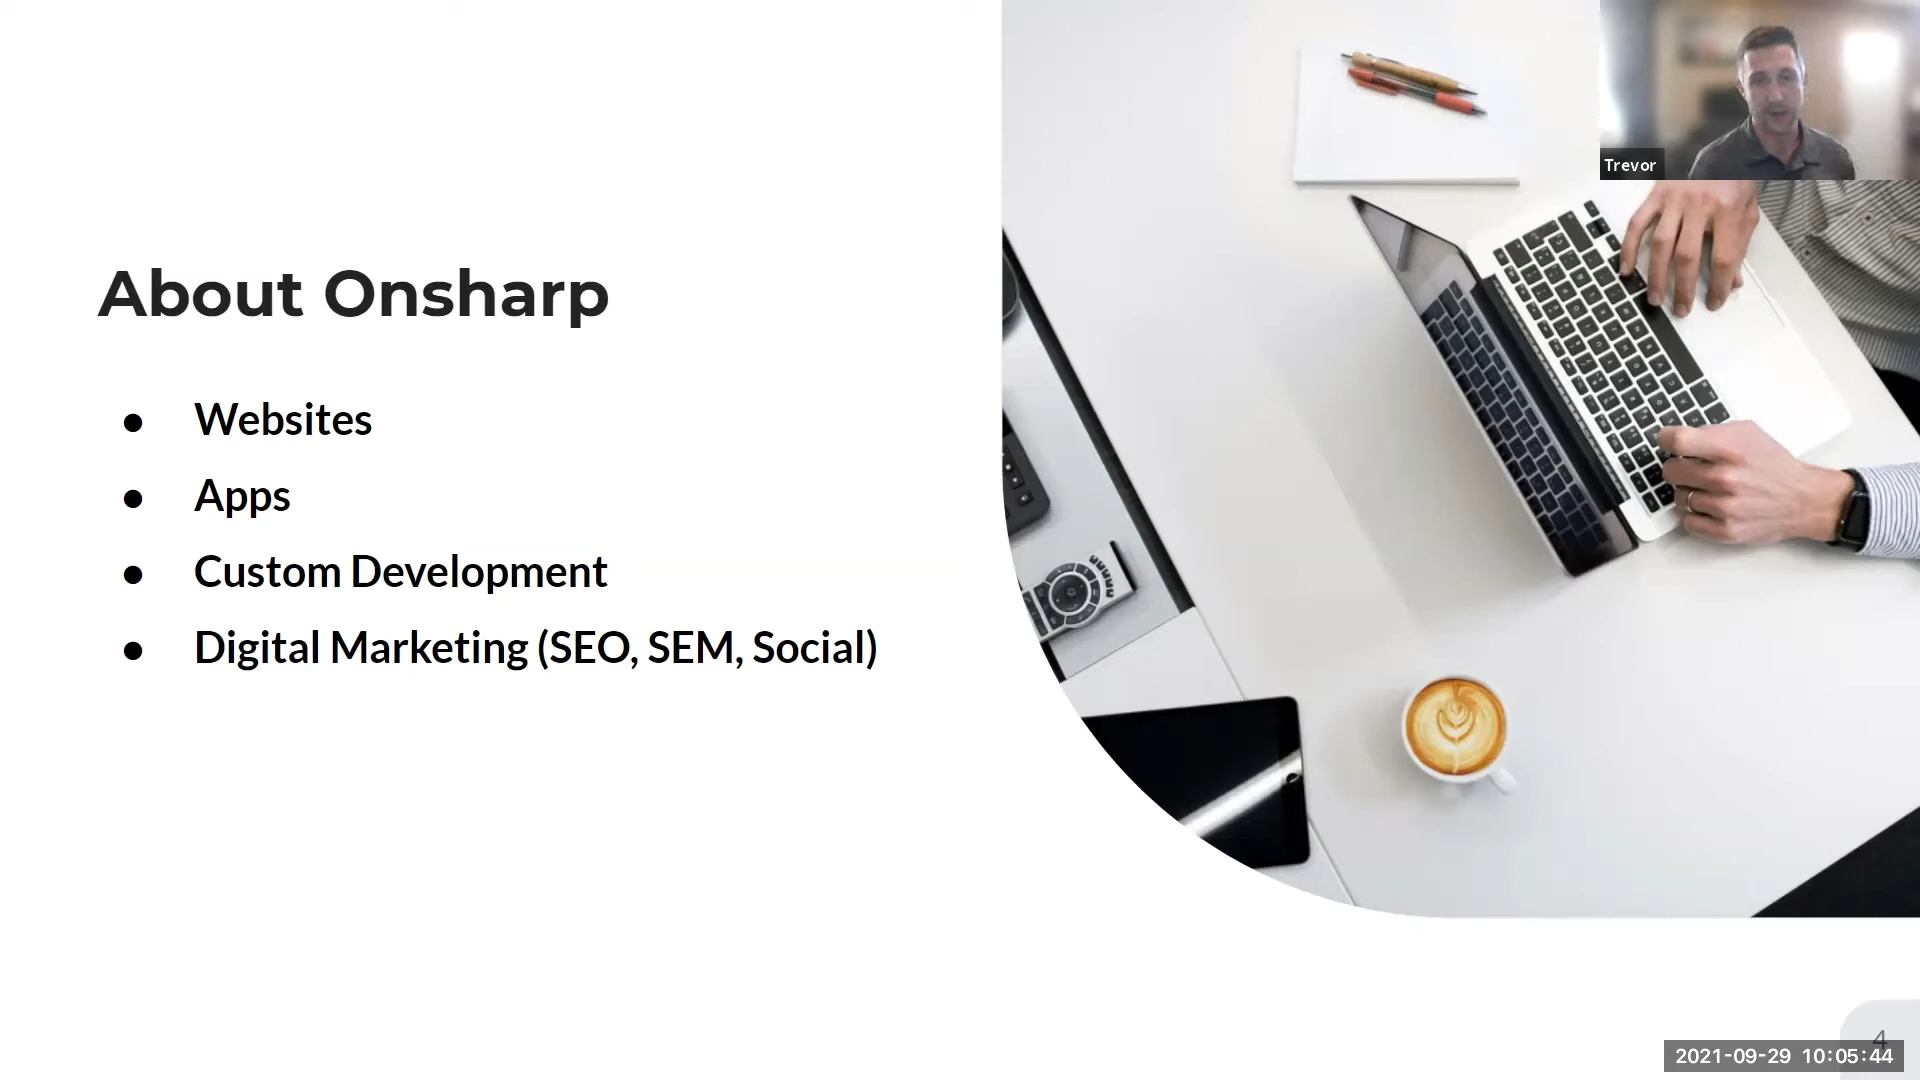 Trevor
About Onsharp
● Websites
● Apps
● Custom Development
● Digital Marketing (SEO, SEM, Social)
4
2021-09-29 10:05:44